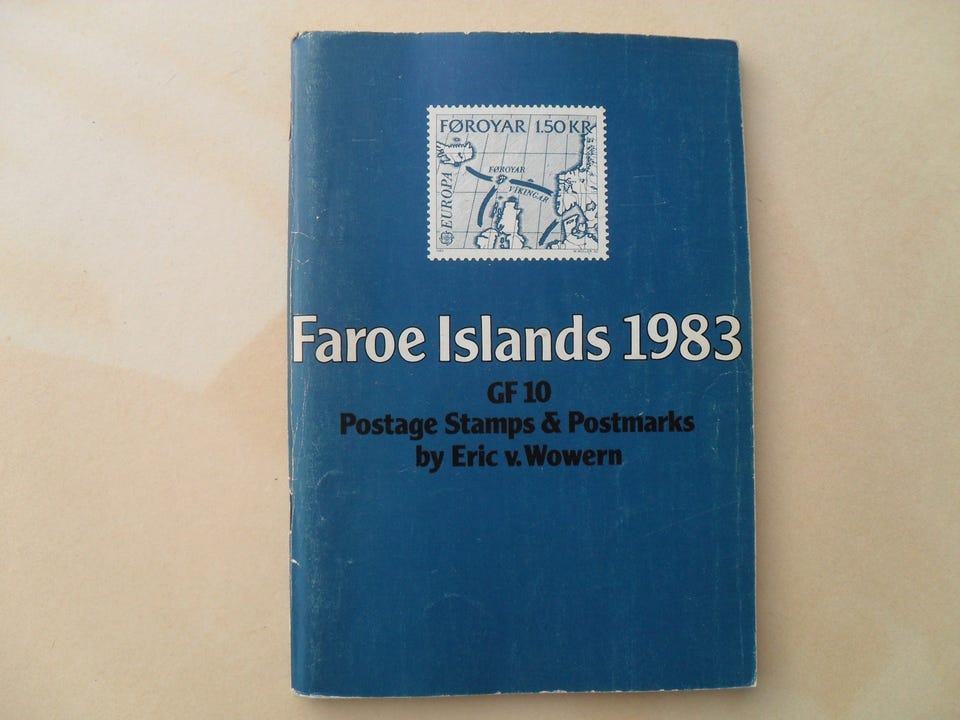 FØROYAR 1.50 KR
FØROYAR
VIKINGAR
EUROPA
Faroe Islands 1983
GF 10
Postage Stamps & Postmarks
by Eric v. Wowern